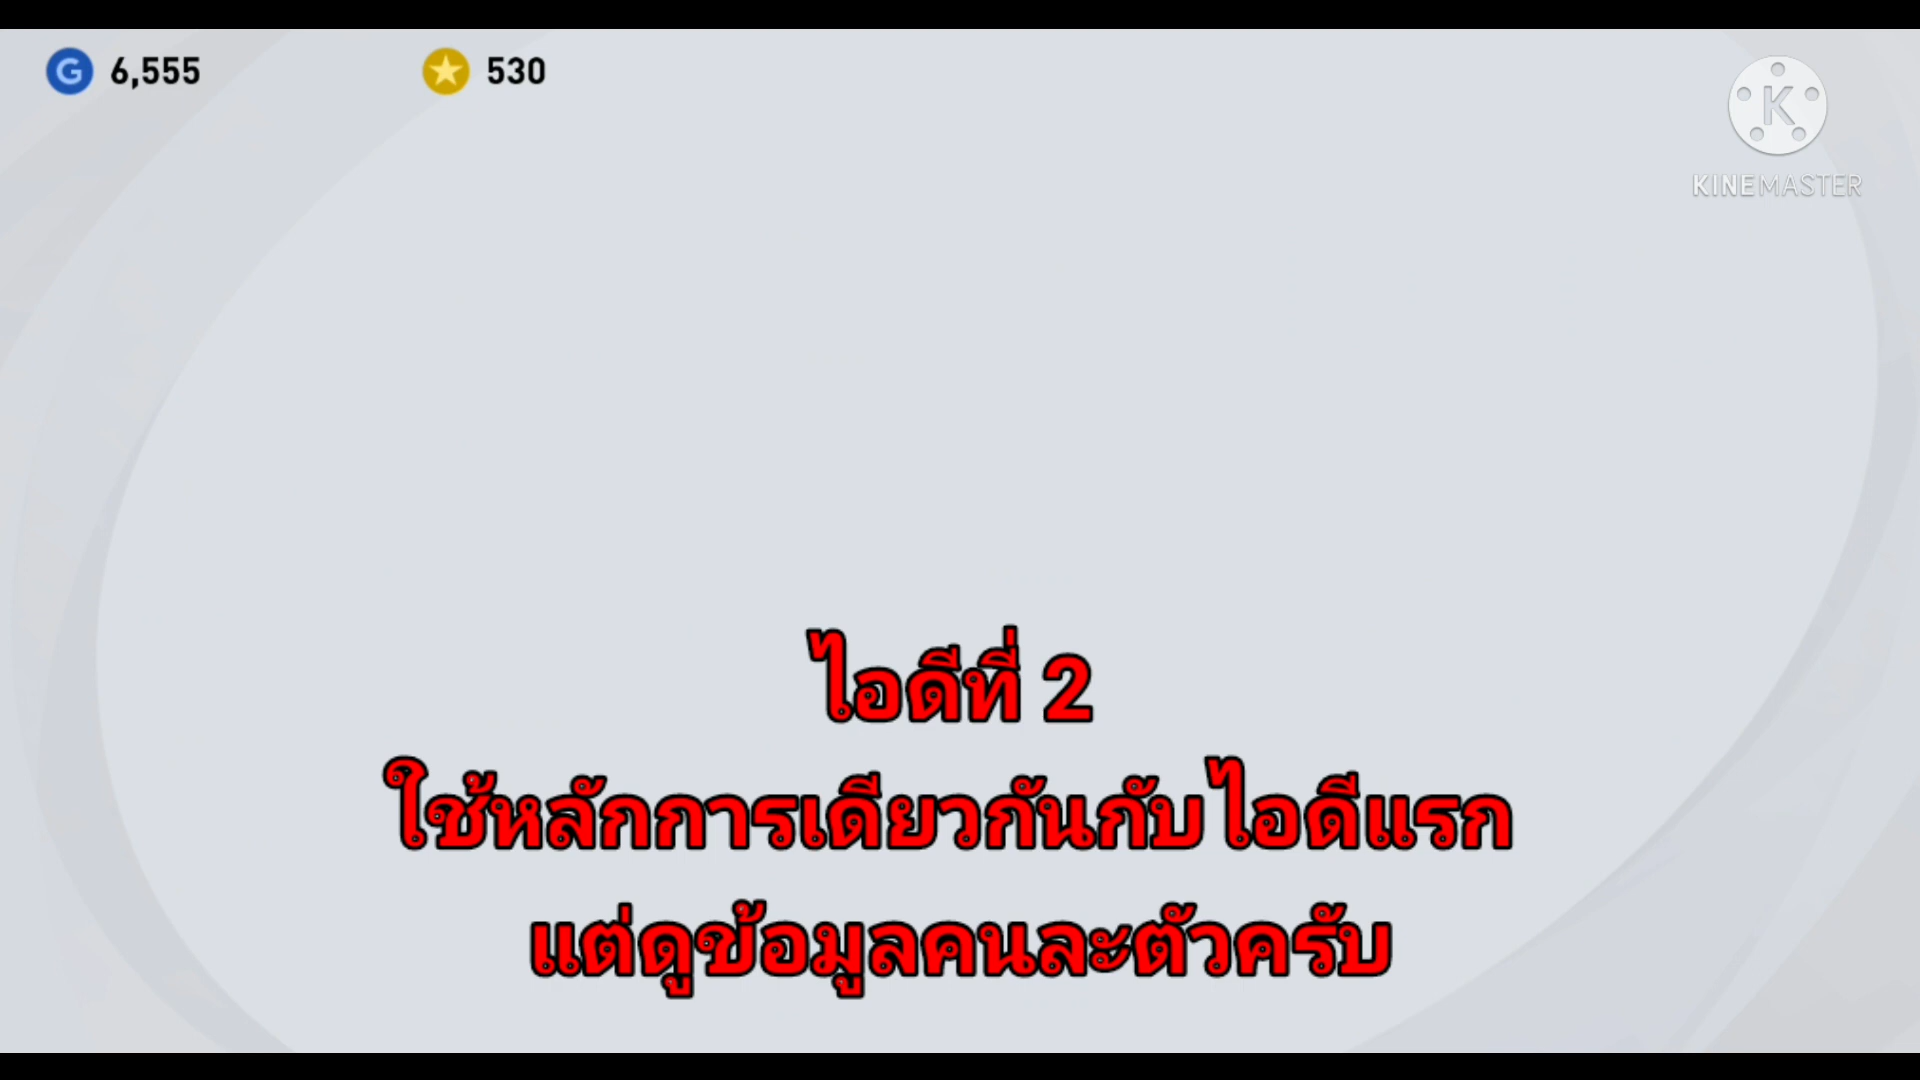 G 6,555 530
K
KINEMASTER
ไอดีที่ 2
ใช้หลักการเดียวกันกับไอดีแรก
แต่ดูข้อมูลคนละตัวครับ